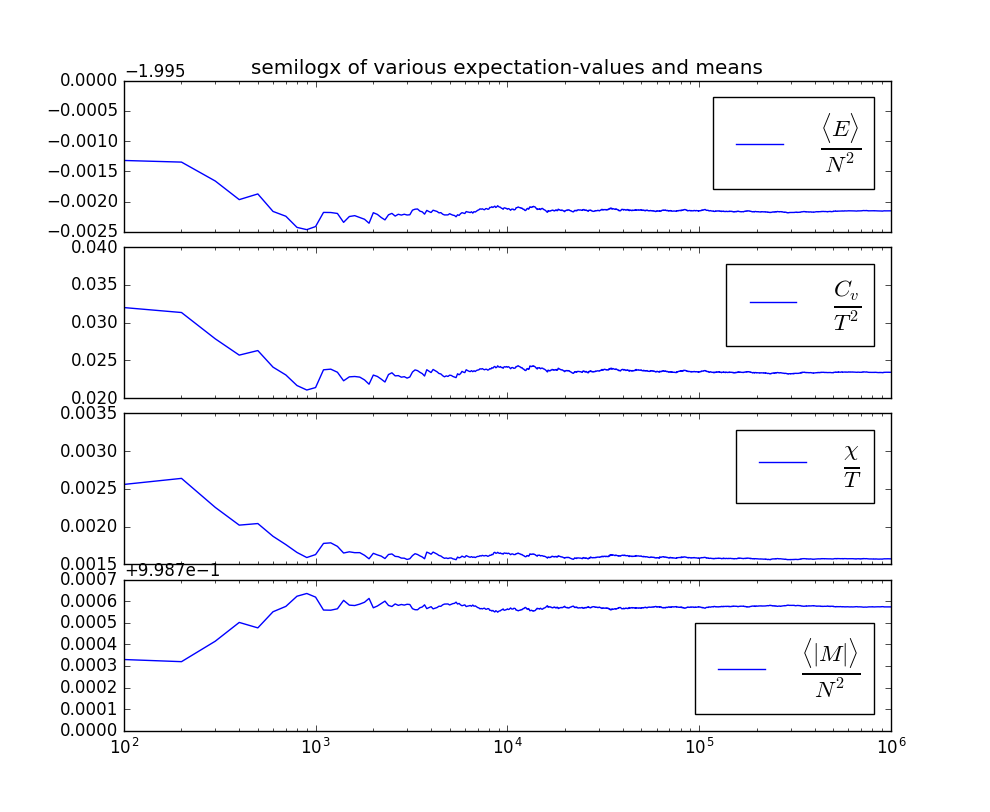 −1.995
semilogx of various expectation-values and means
0.0000
−0.0005
−0.0010
−0.0015
−0.0020
−0.0025
⟨E⟩
N²
0.040
0.035
0.030
0.025
0.020
C_v
T²
0.0035
0.0030
0.0025
0.0020
0.0015
χ
T
+9.987e−1
0.0007
0.0006
0.0005
0.0004
0.0003
0.0002
0.0001
0.0000
⟨|M|⟩
N²
10² 10³ 10⁴ 10⁵ 10⁶